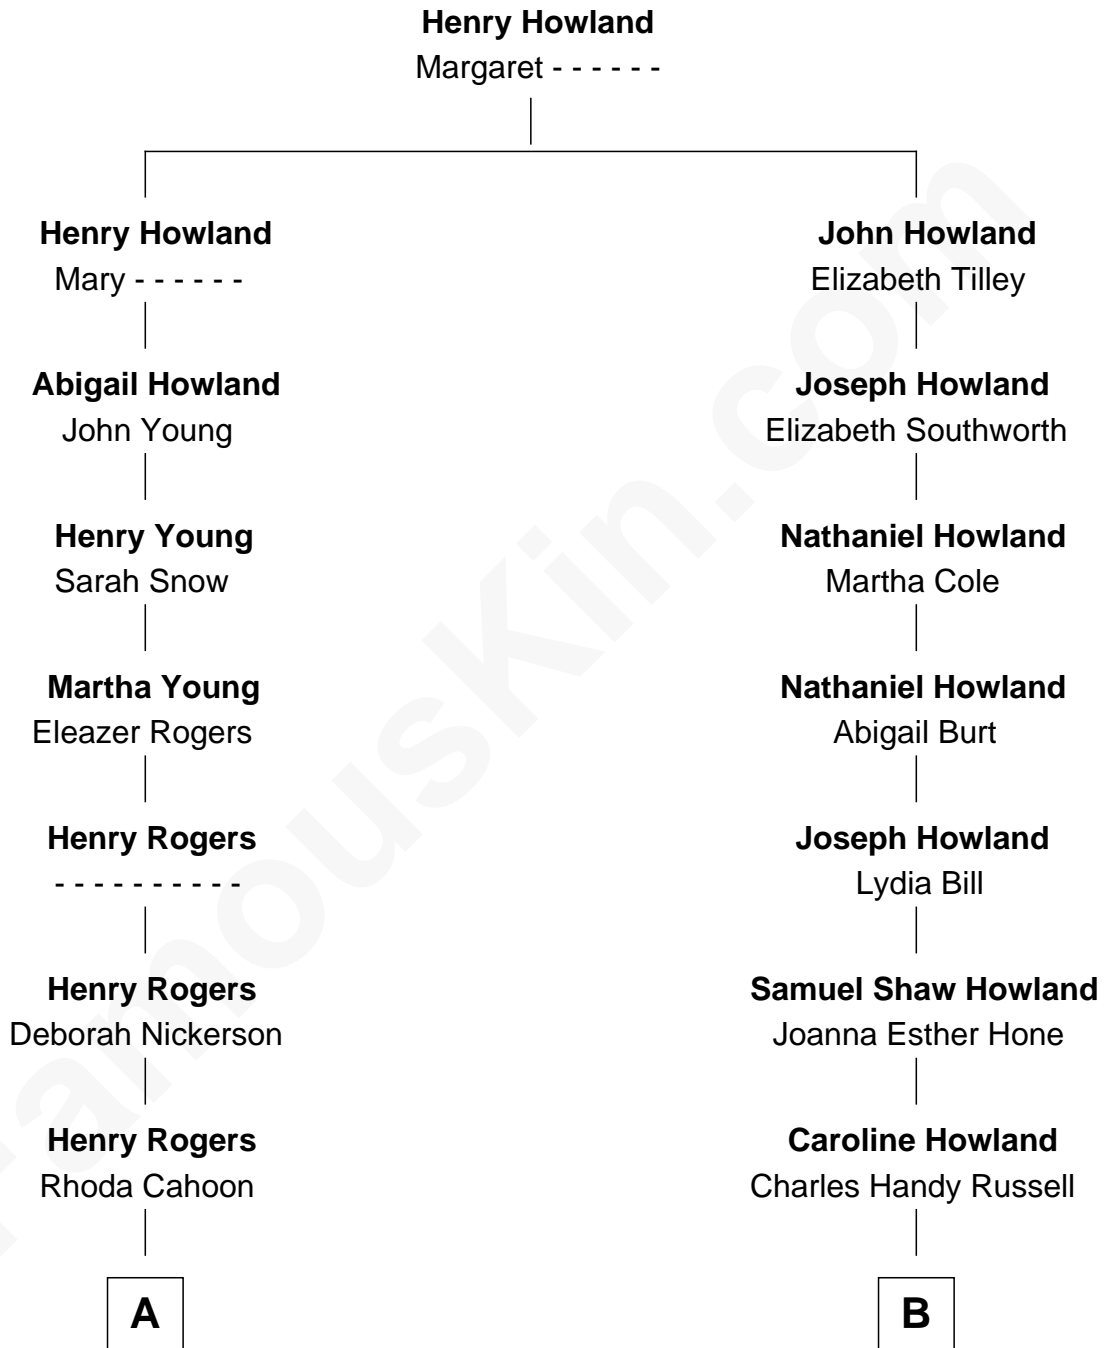 Henry Howland
Margaret - - - - - -
Henry Howland
Mary - - - - - -
John Howland
Elizabeth Tilley
Abigail Howland
John Young
Joseph Howland
Elizabeth Southworth
Henry Young
Sarah Snow
Nathaniel Howland
Martha Cole
Martha Young
Eleazer Rogers
Nathaniel Howland
Abigail Burt
Henry Rogers
- - - - - - - - - -
Joseph Howland
Lydia Bill
Henry Rogers
Deborah Nickerson
Samuel Shaw Howland
Joanna Esther Hone
Henry Rogers
Rhoda Cahoon
Caroline Howland
Charles Handy Russell
A
B
FamousKin.com